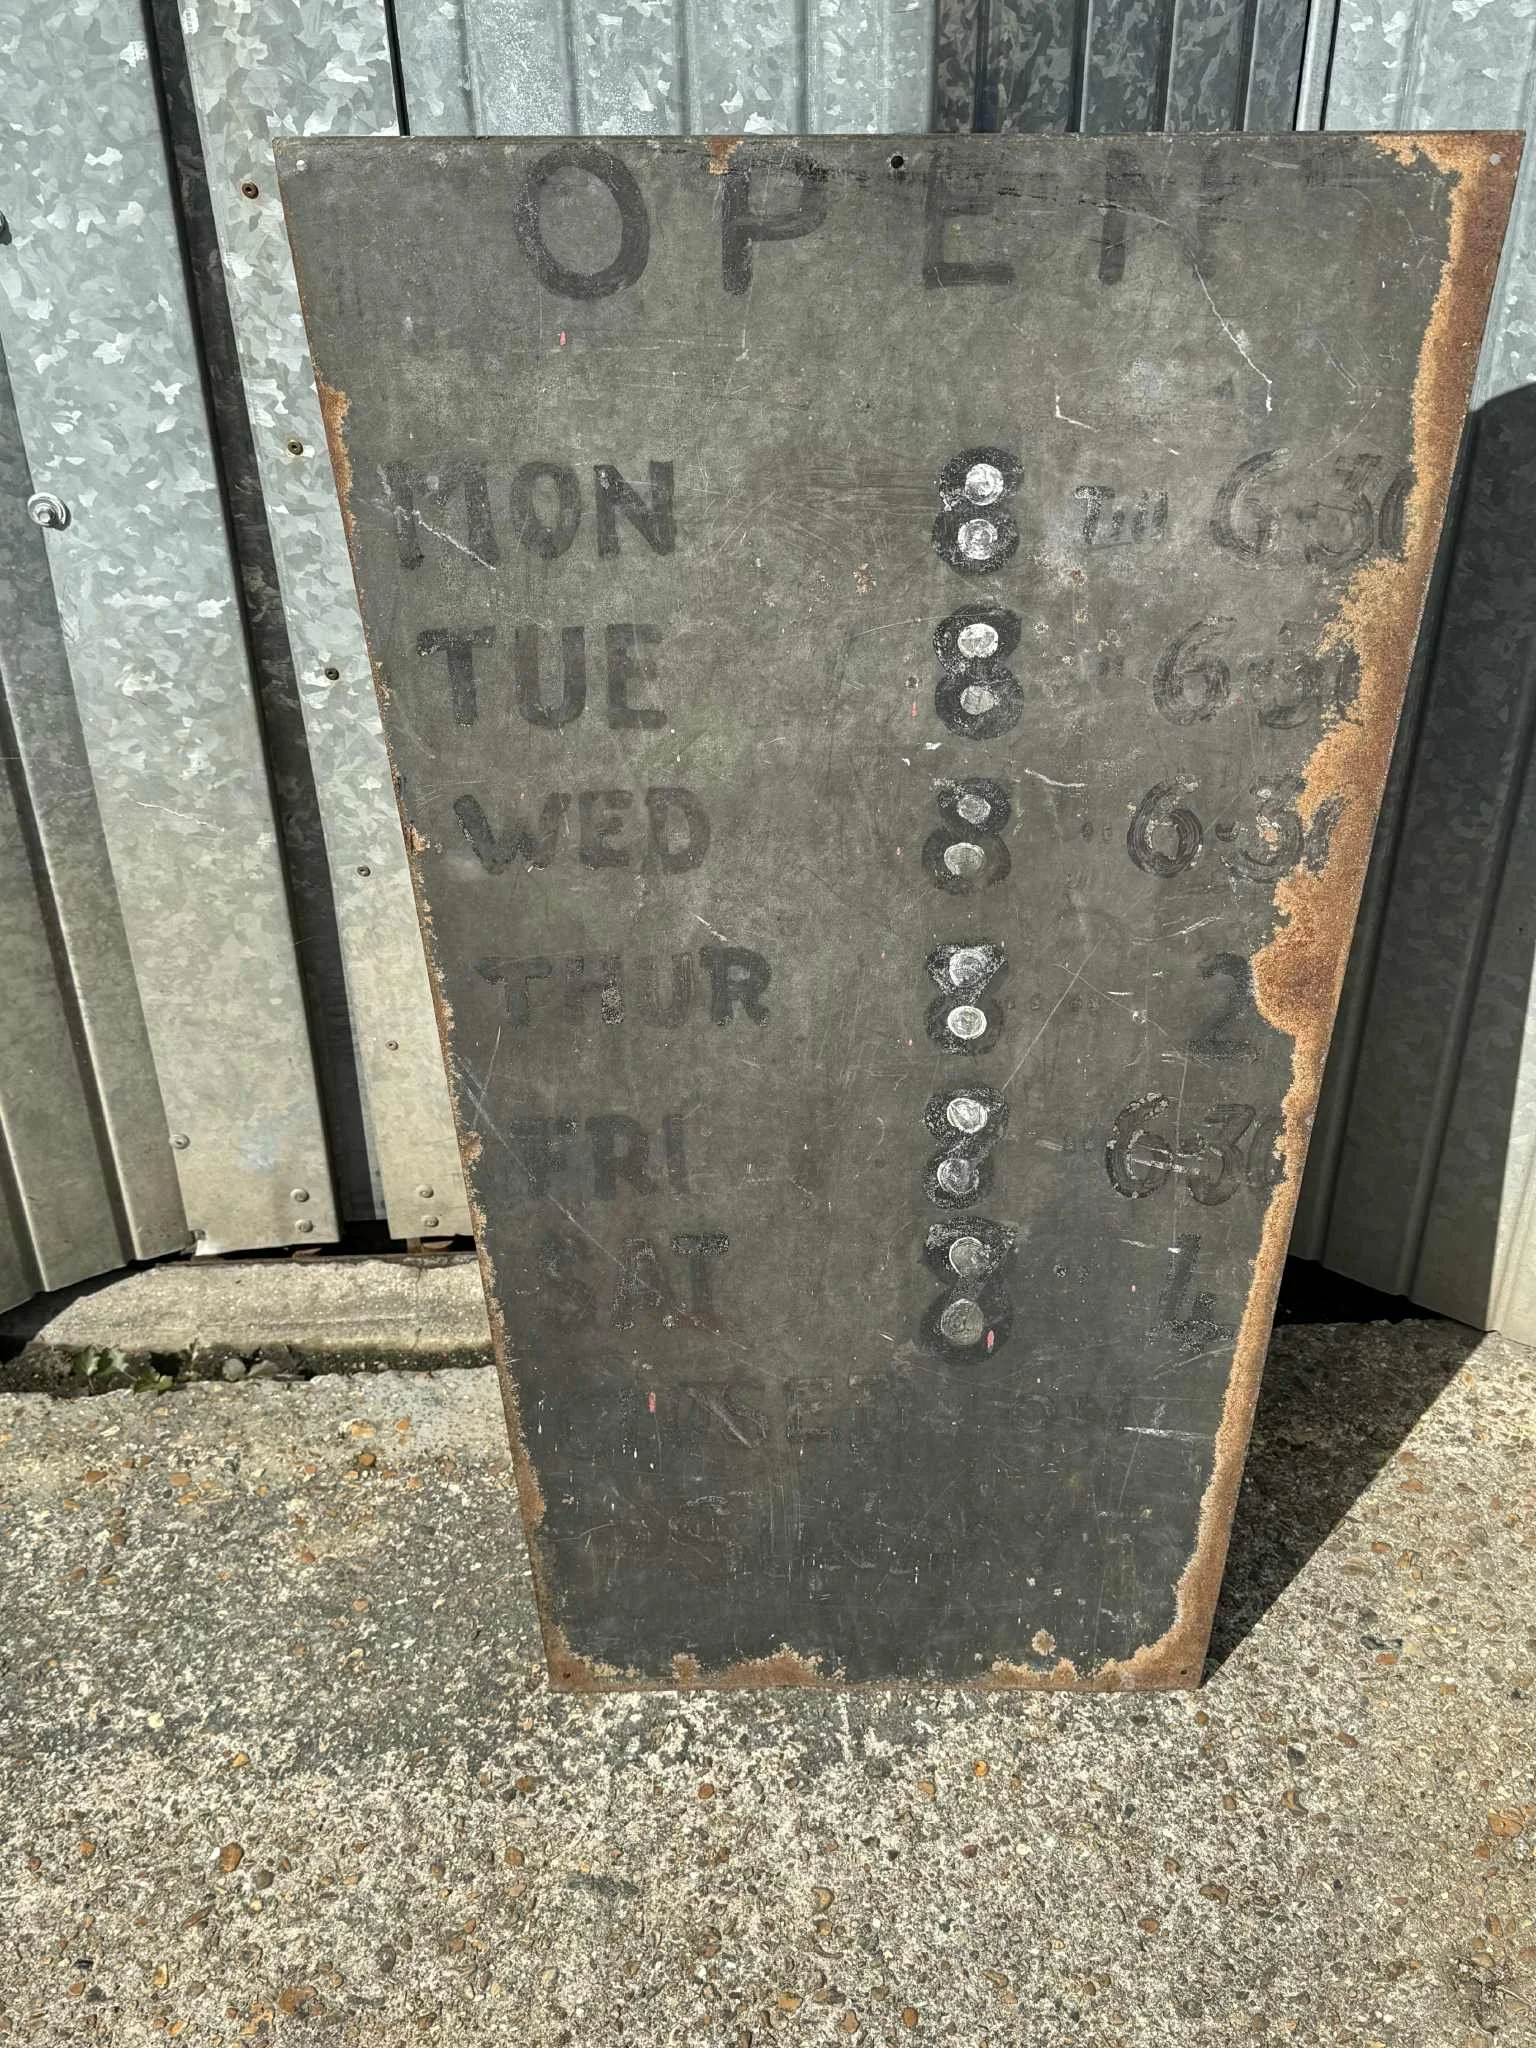 OPEN
MON 8 Till 6.30
TUE 8 " 6.30
WED 8 " 6.30
THUR 8 " " 2
FRI 8 " 6-30
SAT 8 " 4
CLOSED